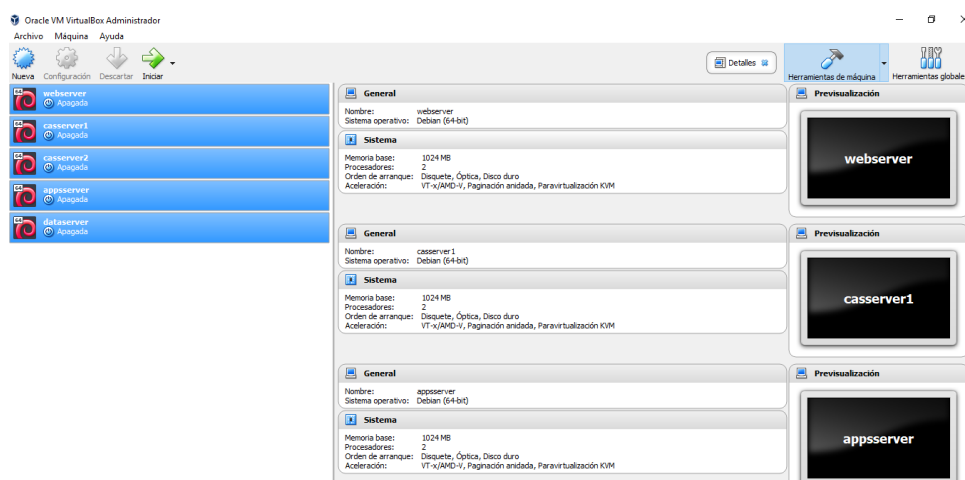 Oracle VM VirtualBox Administrador
Archivo Máquina Ayuda
Nueva Configuración Descartar Iniciar
Detalles
Herramientas de máquina
Herramientas globale
64 webserver
Apagada
64 casserver1
Apagada
64 casserver2
Apagada
64 appsserver
Apagada
64 dataserver
Apagada
General
Nombre: webserver
Sistema operativo: Debian (64-bit)
Sistema
Memoria base: 1024 MB
Procesadores: 2
Orden de arranque: Disquete, Óptica, Disco duro
Aceleración: VT-x/AMD-V, Paginación anidada, Paravirtualización KVM
Previsualización
webserver
General
Nombre: casserver1
Sistema operativo: Debian (64-bit)
Sistema
Memoria base: 1024 MB
Procesadores: 2
Orden de arranque: Disquete, Óptica, Disco duro
Aceleración: VT-x/AMD-V, Paginación anidada, Paravirtualización KVM
Previsualización
casserver1
General
Nombre: appsserver
Sistema operativo: Debian (64-bit)
Sistema
Memoria base: 1024 MB
Procesadores: 2
Orden de arranque: Disquete, Óptica, Disco duro
Aceleración: VT-x/AMD-V, Paginación anidada, Paravirtualización KVM
Previsualización
appsserver